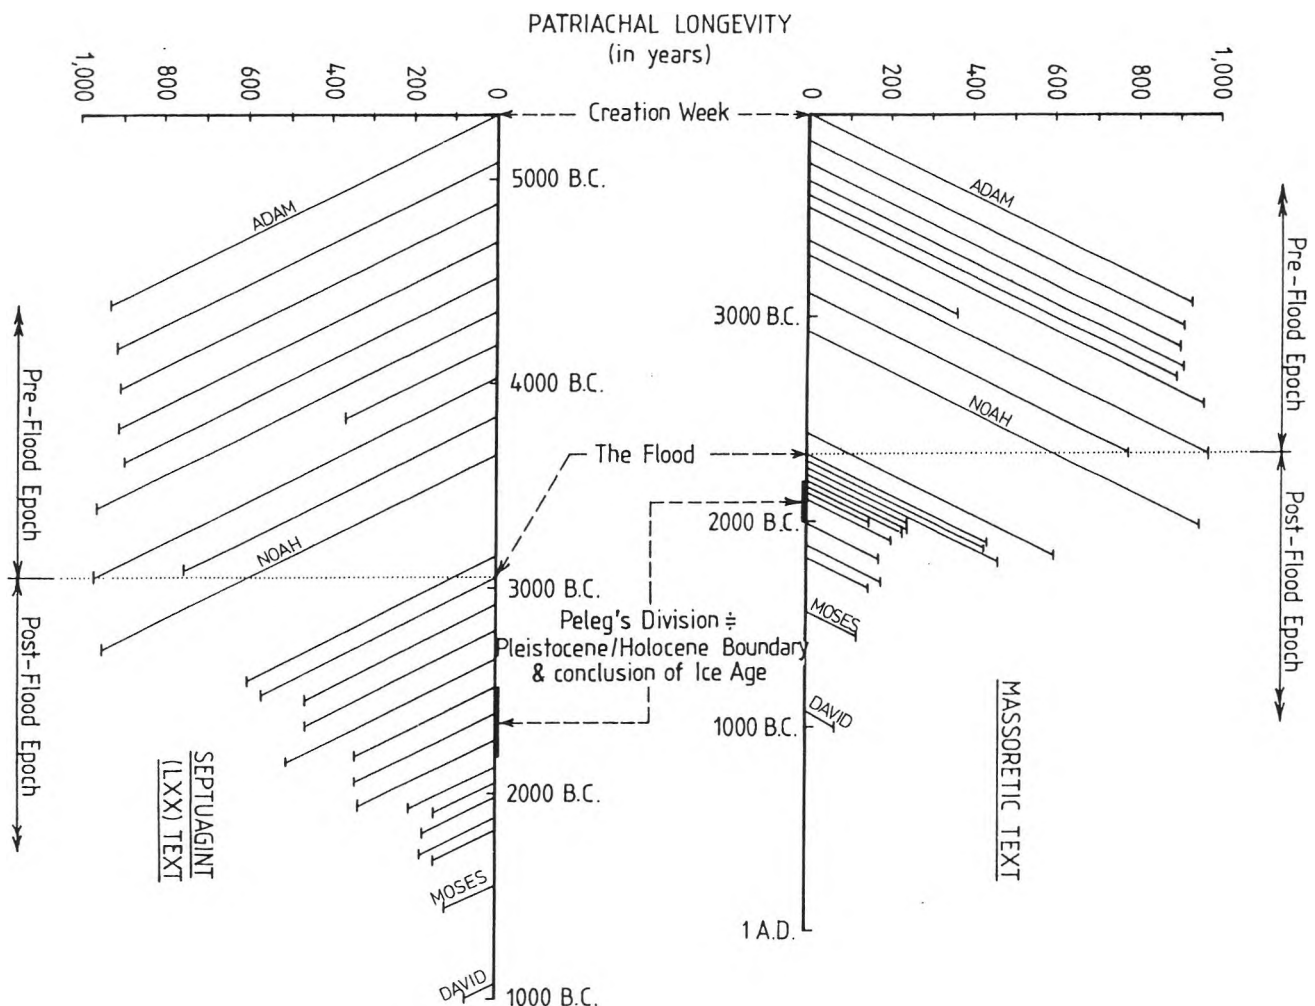 PATRIACHAL LONGEVITY
(in years)
1,000
800
600
400
200
0
0
200
400
600
800
1,000
Creation Week
5000 B.C.
ADAM
ADAM
3000 B.C.
4000 B.C.
Pre-Flood Epoch
Pre-Flood Epoch
NOAH
NOAH
The Flood
2000 B.C.
3000 B.C.
Post-Flood Epoch
Post-Flood Epoch
Peleg's Division ≑
Pleistocene/Holocene Boundary
& conclusion of Ice Age
MOSES
DAVID
1000 B.C.
MASSORETIC TEXT
SEPTUAGINT
(LXX) TEXT
2000 B.C.
MOSES
1 A.D.
DAVID
1000 B.C.